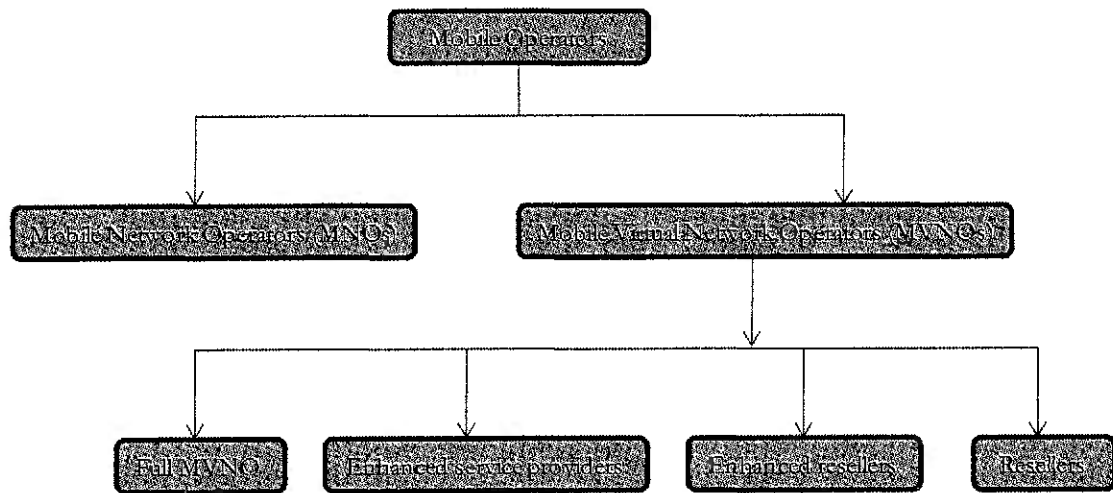 Mobile Operators
Mobile Network Operators (MNOs)
Mobile Virtual Network Operators (MVNOs)
Full MVNO
Enhanced service providers
Enhanced resellers
Resellers